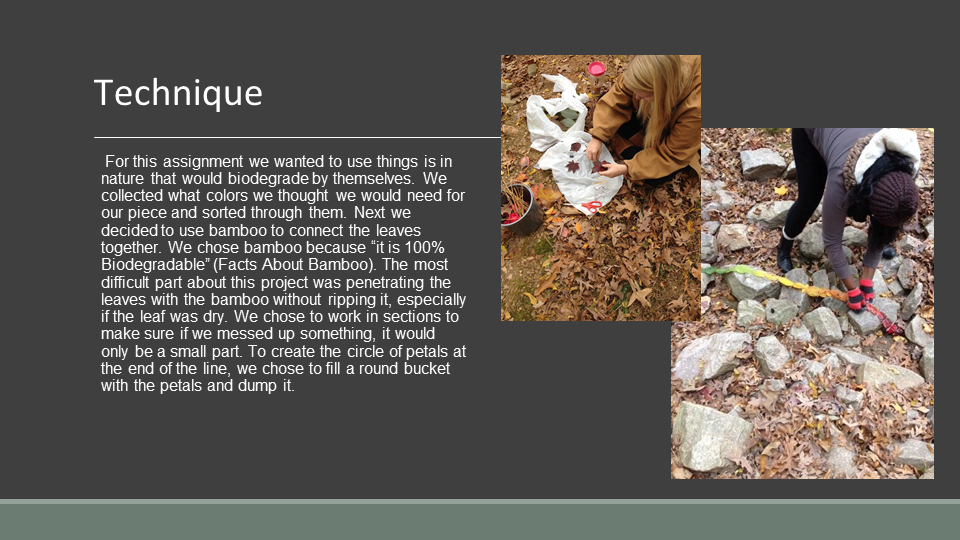 Technique
For this assignment we wanted to use things is in
nature that would biodegrade by themselves.  We
collected what colors we thought we would need for
our piece and sorted through them. Next we
decided to use bamboo to connect the leaves
together. We chose bamboo because “it is 100%
Biodegradable” (Facts About Bamboo). The most
difficult part about this project was penetrating the
leaves with the bamboo without ripping it, especially
if the leaf was dry. We chose to work in sections to
make sure if we messed up something, it would
only be a small part. To create the circle of petals at
the end of the line, we chose to fill a round bucket
with the petals and dump it.